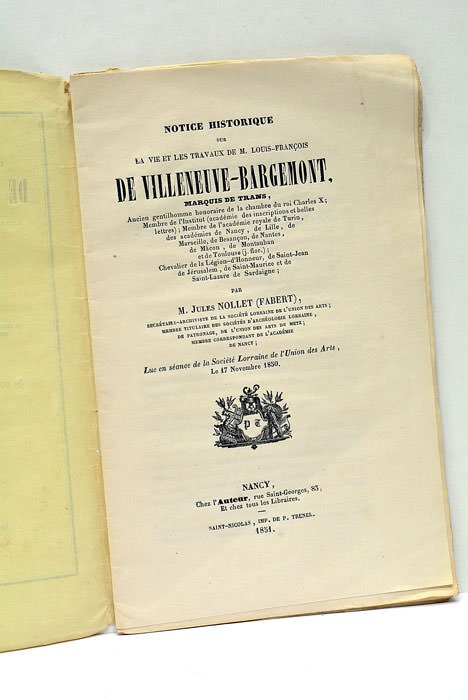 NOTICE HISTORIQUE
SUR
LA VIE ET LES TRAVAUX DE M. LOUIS-FRANÇOIS
DE VILLENEUVE-BARGEMONT,
MARQUIS DE TRANS,
Ancien gentilhomme honoraire de la chambre du roi Charles X;
Membre de l'Institut (académie des inscriptions et belles
lettres); Membre de l'académie royale de Turin,
des académies de Nancy, de Lille, de
Marseille, de Besançon, de Nantes,
de Mâcon, de Montauban
et de Toulouse (j. flor.);
Chevalier de la Légion-d'Honneur, de Saint-Jean
de Jérusalem, de Saint-Maurice et de
Saint-Lazare de Sardaigne;
PAR
M. JULES NOLLET (FABERT),
SECRÉTAIRE-ARCHIVISTE DE LA SOCIÉTÉ LORRAINE DE L'UNION DES ARTS;
MEMBRE TITULAIRE DES SOCIÉTÉS D'ARCHÉOLOGIE LORRAINE,
DE PATRONAGE, DE L'UNION DES ARTS DE METZ;
MEMBRE CORRESPONDANT DE L'ACADÉMIE
DE NANCY;
Lue en séance de la Société Lorraine de l'Union des Arts,
Le 17 Novembre 1850.
P T
NANCY,
Chez l'Auteur, rue Saint-Georges, 83;
Et chez tous les Libraires.
SAINT-NICOLAS, IMP. DE P. TRENEL.
1851.